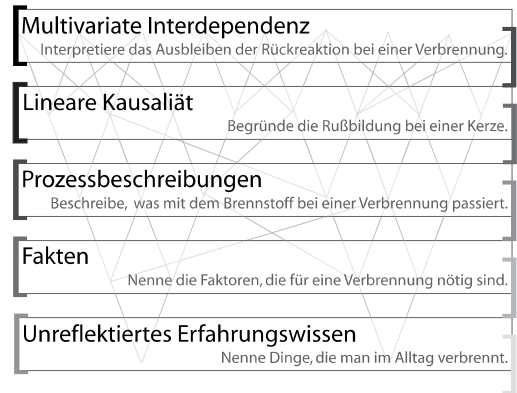 Multivariate Interdependenz
Interpretiere das Ausbleiben der Rückreaktion bei einer Verbrennung.
Lineare Kausaliät
Begründe die Rußbildung bei einer Kerze.
Prozessbeschreibungen
Beschreibe, was mit dem Brennstoff bei einer Verbrennung passiert.
Fakten
Nenne die Faktoren, die für eine Verbrennung nötig sind.
Unreflektiertes Erfahrungswissen
Nenne Dinge, die man im Alltag verbrennt.